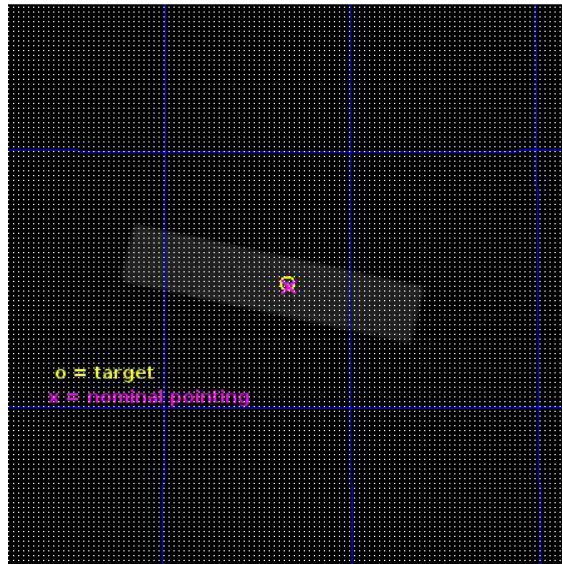 o = target
x = nominal pointing